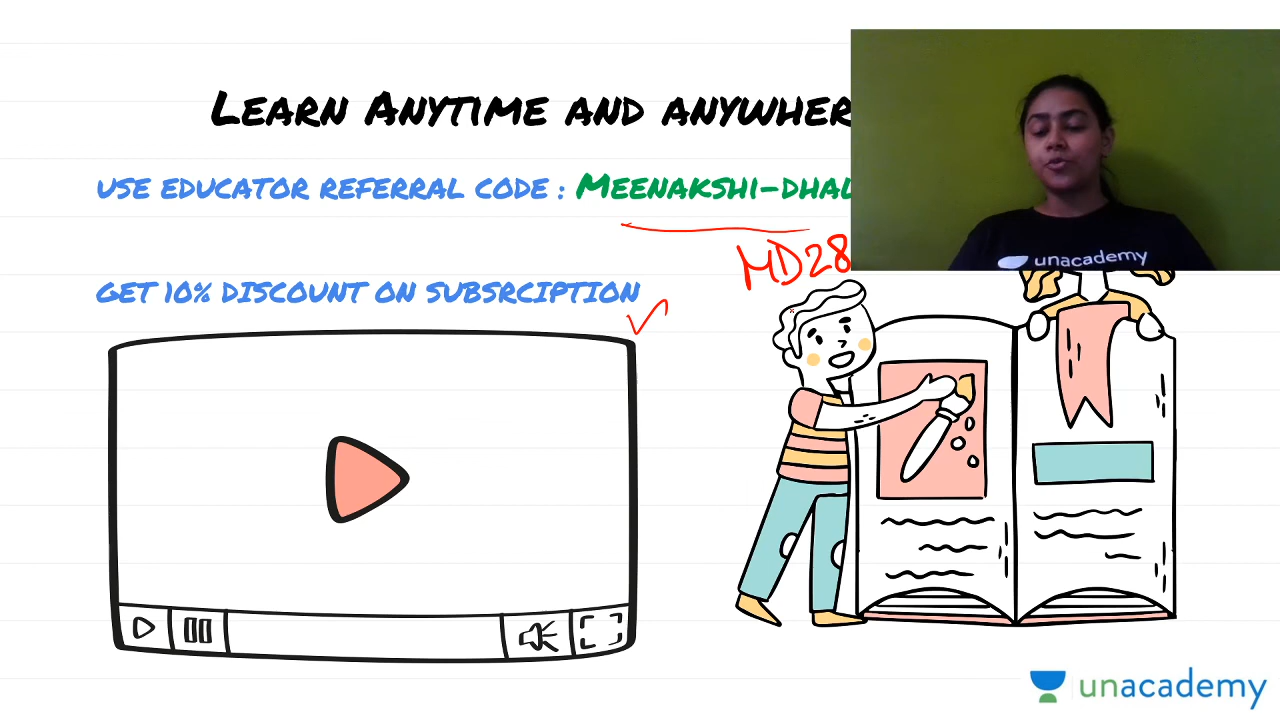 LEARN ANYTIME AND ANYWHER
USE EDUCATOR REFERRAL CODE : MEENAKSHI-DHAL
MD28
GET 10% DISCOUNT ON SUBSRCIPTION
unacademy
unacademy